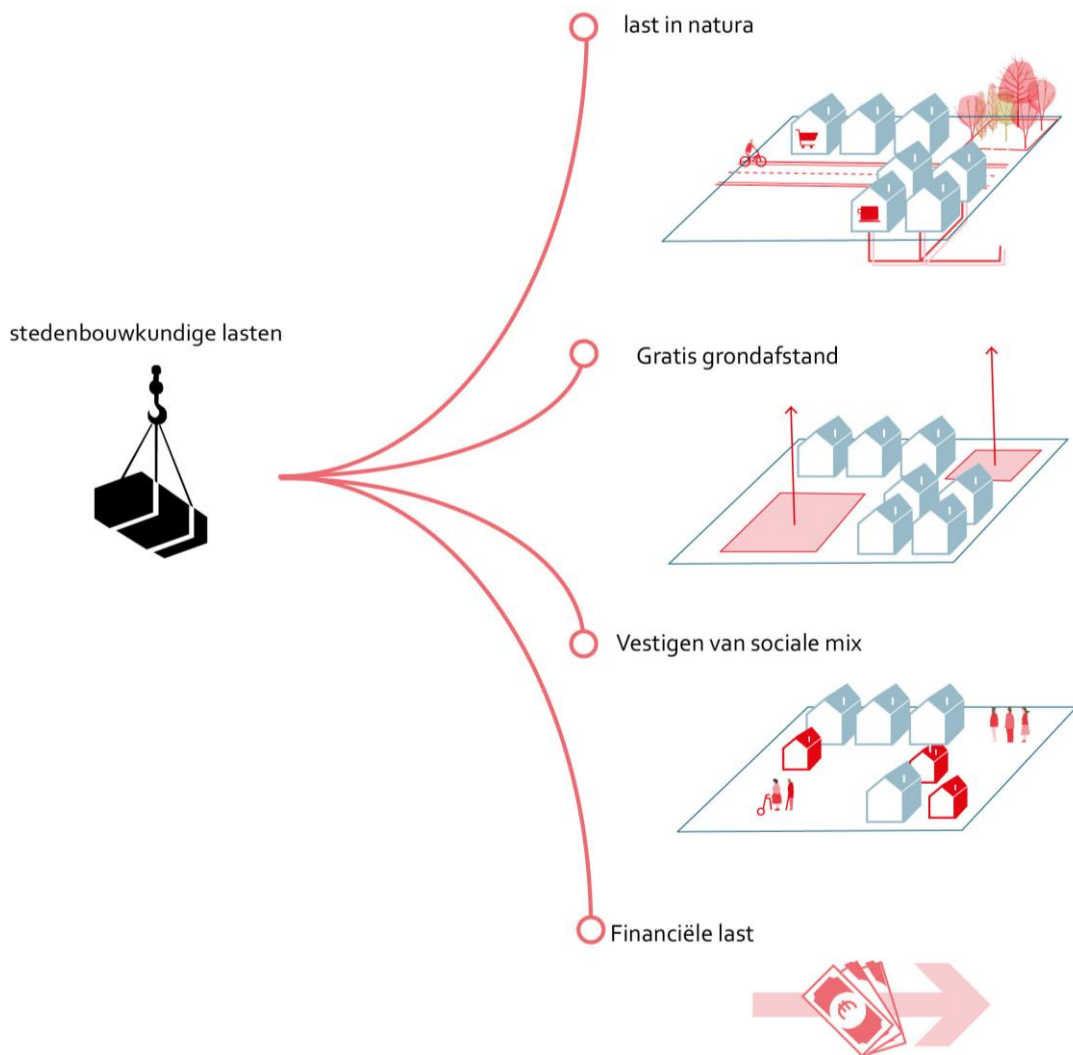 last in natura
stedenbouwkundige lasten
Gratis grondafstand
Vestigen van sociale mix
Financiële last
€